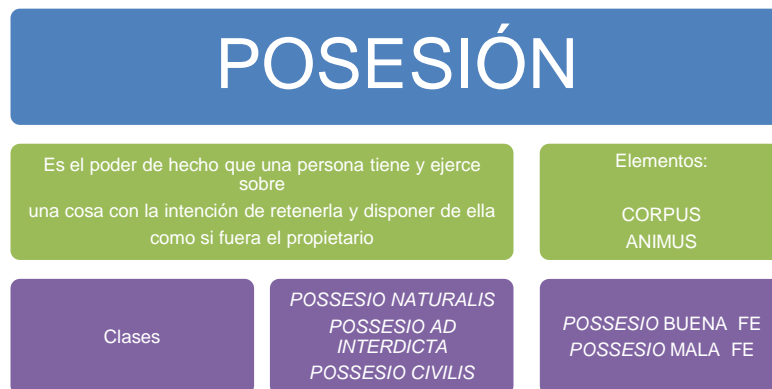 POSESIÓN
Es el poder de hecho que una persona tiene y ejerce
sobre
una cosa con la intención de retenerla y disponer de ella
como si fuera el propietario
Elementos:
CORPUS
ANIMUS
Clases
POSSESIO NATURALIS
POSSESIO AD
INTERDICTA
POSSESIO CIVILIS
POSSESIO BUENA FE
POSSESIO MALA FE